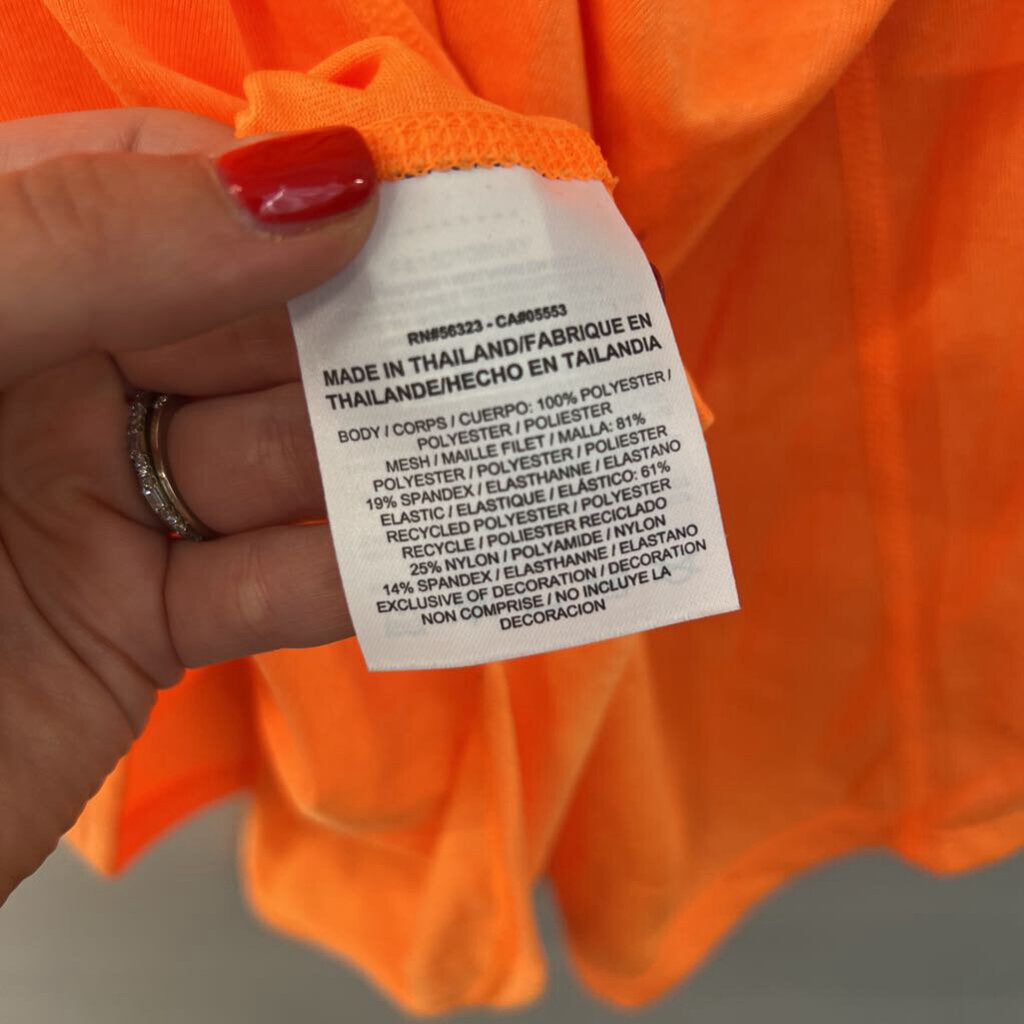 RN#56323 - CA#05553
MADE IN THAILAND/FABRIQUE EN
THAILANDE/HECHO EN TAILANDIA
BODY / CORPS / CUERPO: 100% POLYESTER /
POLYESTER / POLIESTER
MESH / MAILLE FILET / MALLA: 81%
POLYESTER / POLYESTER / POLIESTER
19% SPANDEX / ELASTHANNE / ELASTANO
ELASTIC / ELASTIQUE / ELÁSTICO: 61%
RECYCLED POLYESTER / POLYESTER
RECYCLE / POLIESTER RECICLADO
25% NYLON / POLYAMIDE / NYLON
14% SPANDEX / ELASTHANNE / ELASTANO
EXCLUSIVE OF DECORATION / DECORATION
NON COMPRISE / NO INCLUYE LA
DECORACION